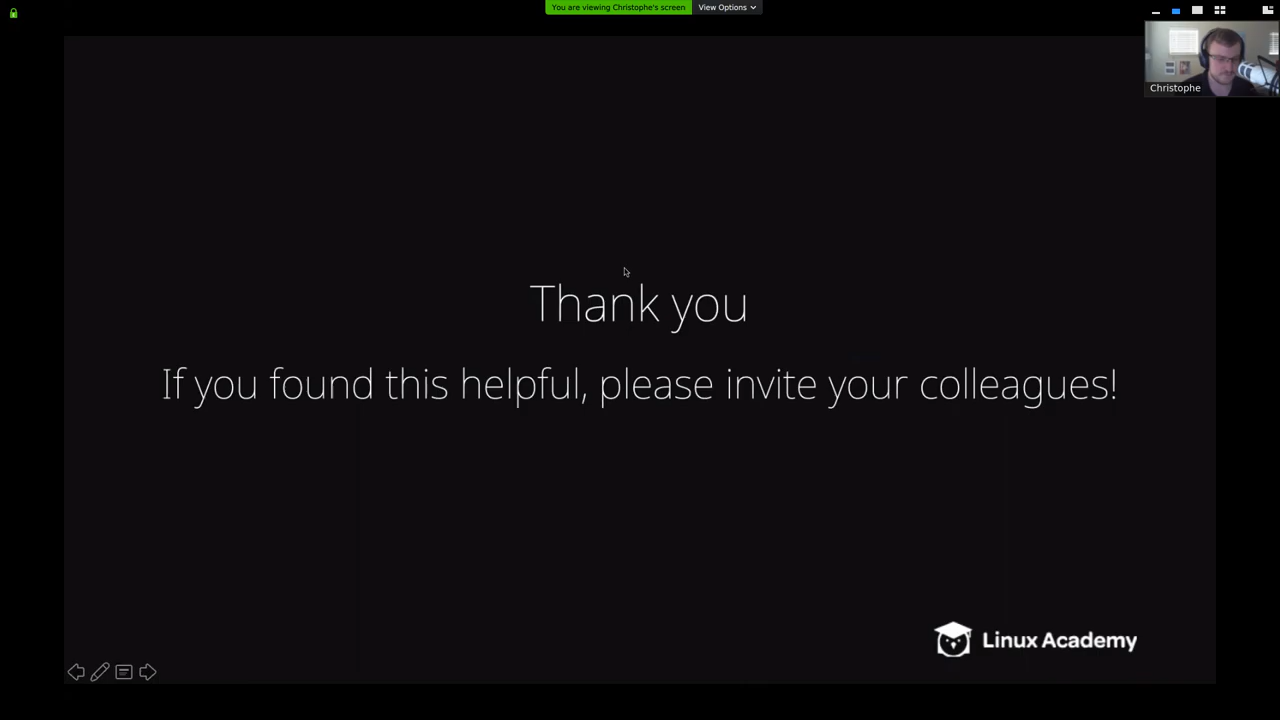 You are viewing Christophe's screen
View Options
Christophe
Thank you
If you found this helpful, please invite your colleagues!
Linux Academy